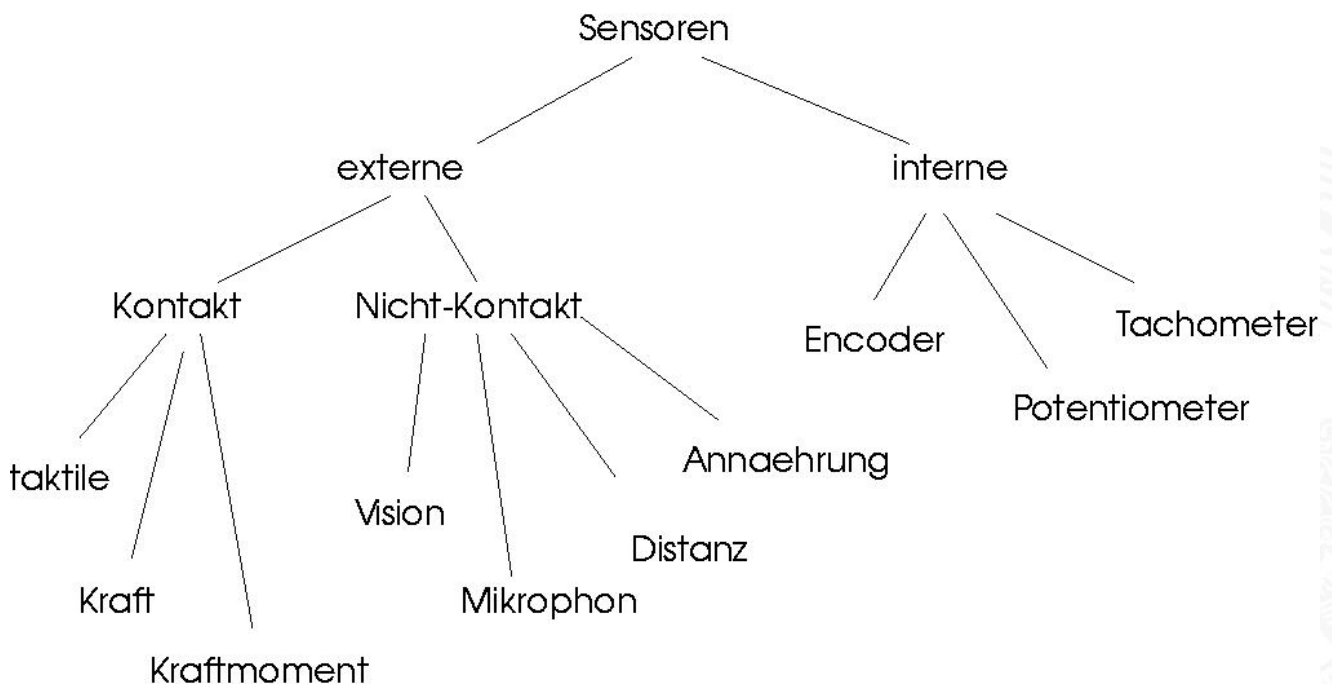 Sensoren
externe
interne
Kontakt
Nicht-Kontakt
Encoder
Tachometer
Potentiometer
taktile
Annaehrung
Vision
Distanz
Kraft
Mikrophon
Kraftmoment